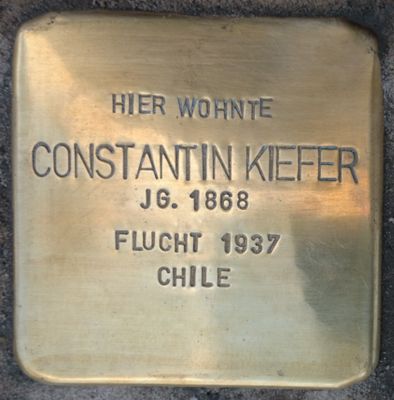 HIER WOHNTE
CONSTANTIN KIEFER
JG. 1868
FLUCHT 1937
CHILE